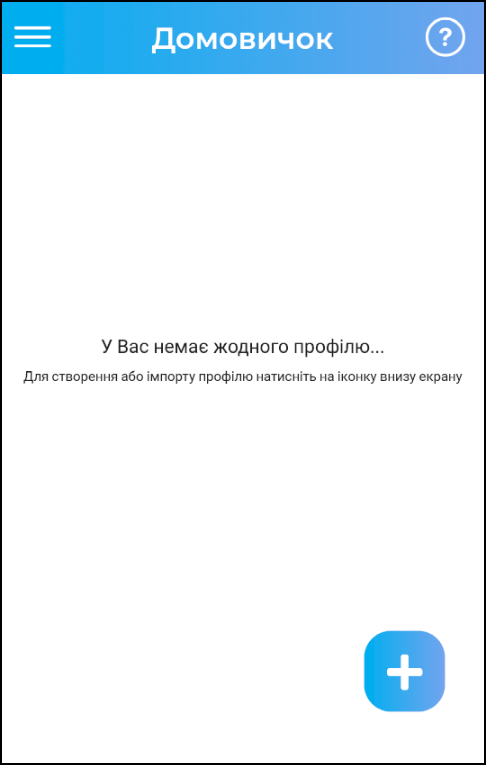 Домовичок
?
У Вас немає жодного профілю...
Для створення або імпорту профілю натисніть на іконку внизу екрану